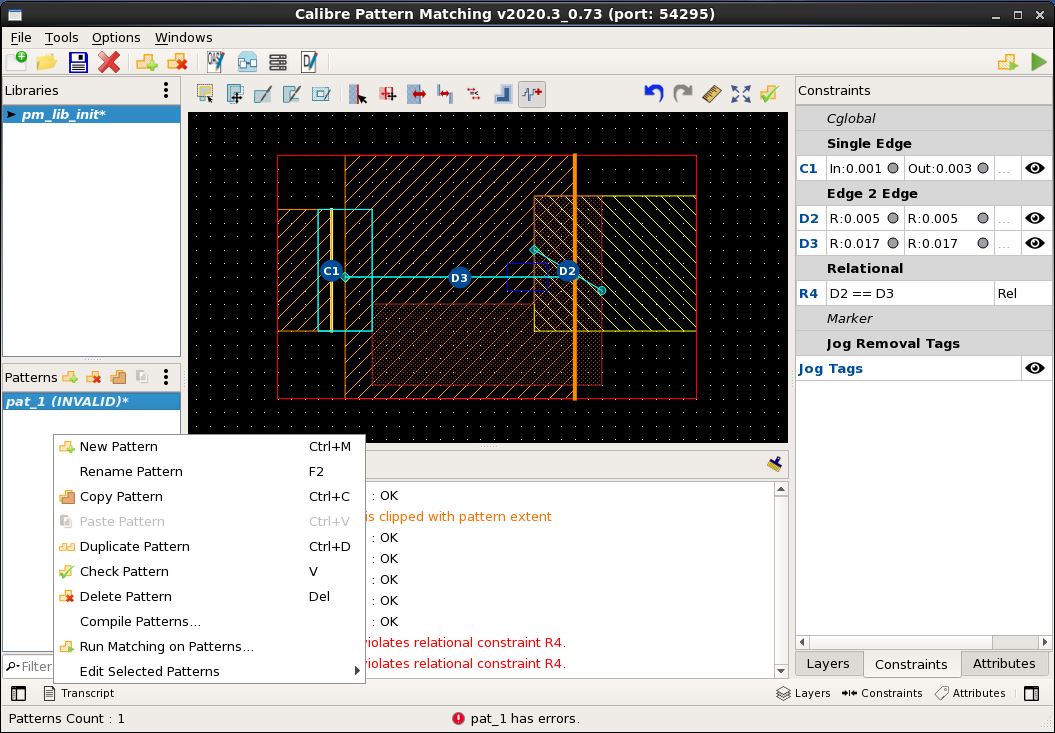 Calibre Pattern Matching v2020.3_0.73 (port: 54295)
File Tools Options Windows
Libraries
pm_lib_init*
Patterns
pat_1 (INVALID)*
C1
D3
D2
New Pattern Ctrl+M
Rename Pattern F2
Copy Pattern Ctrl+C
Paste Pattern Ctrl+V
Duplicate Pattern Ctrl+D
Check Pattern V
Delete Pattern Del
Compile Patterns...
Run Matching on Patterns...
Edit Selected Patterns
Filter
: OK
is clipped with pattern extent
: OK
: OK
: OK
: OK
: OK
violates relational constraint R4.
violates relational constraint R4.
Constraints
Cglobal
Single Edge
C1 In:0.001 Out:0.003 ...
Edge 2 Edge
D2 R:0.005 R:0.005 ...
D3 R:0.017 R:0.017 ...
Relational
R4 D2 == D3 Rel
Marker
Jog Removal Tags
Jog Tags
Layers Constraints Attributes
Transcript
Layers Constraints Attributes
Patterns Count : 1
pat_1 has errors.